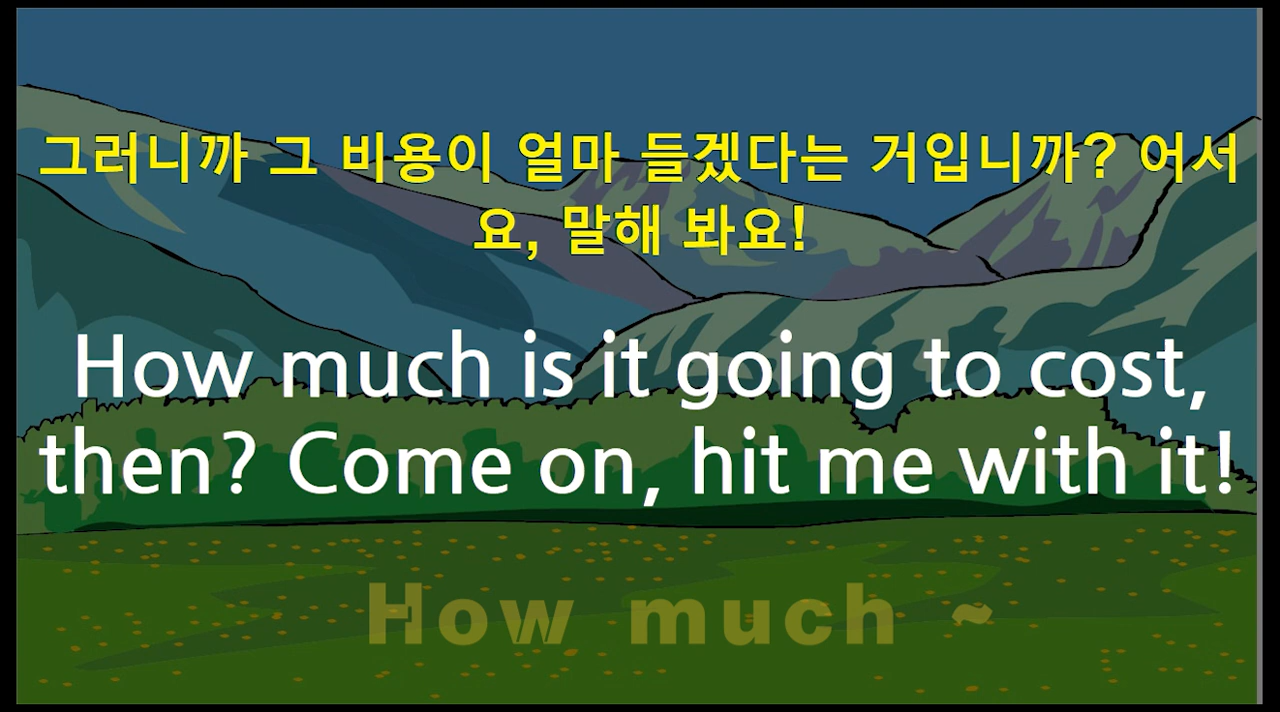 그러니까 그 비용이 얼마 들겠다는 거입니까? 어서
요, 말해 봐요!
How much is it going to cost,
then? Come on, hit me with it!
How much ~